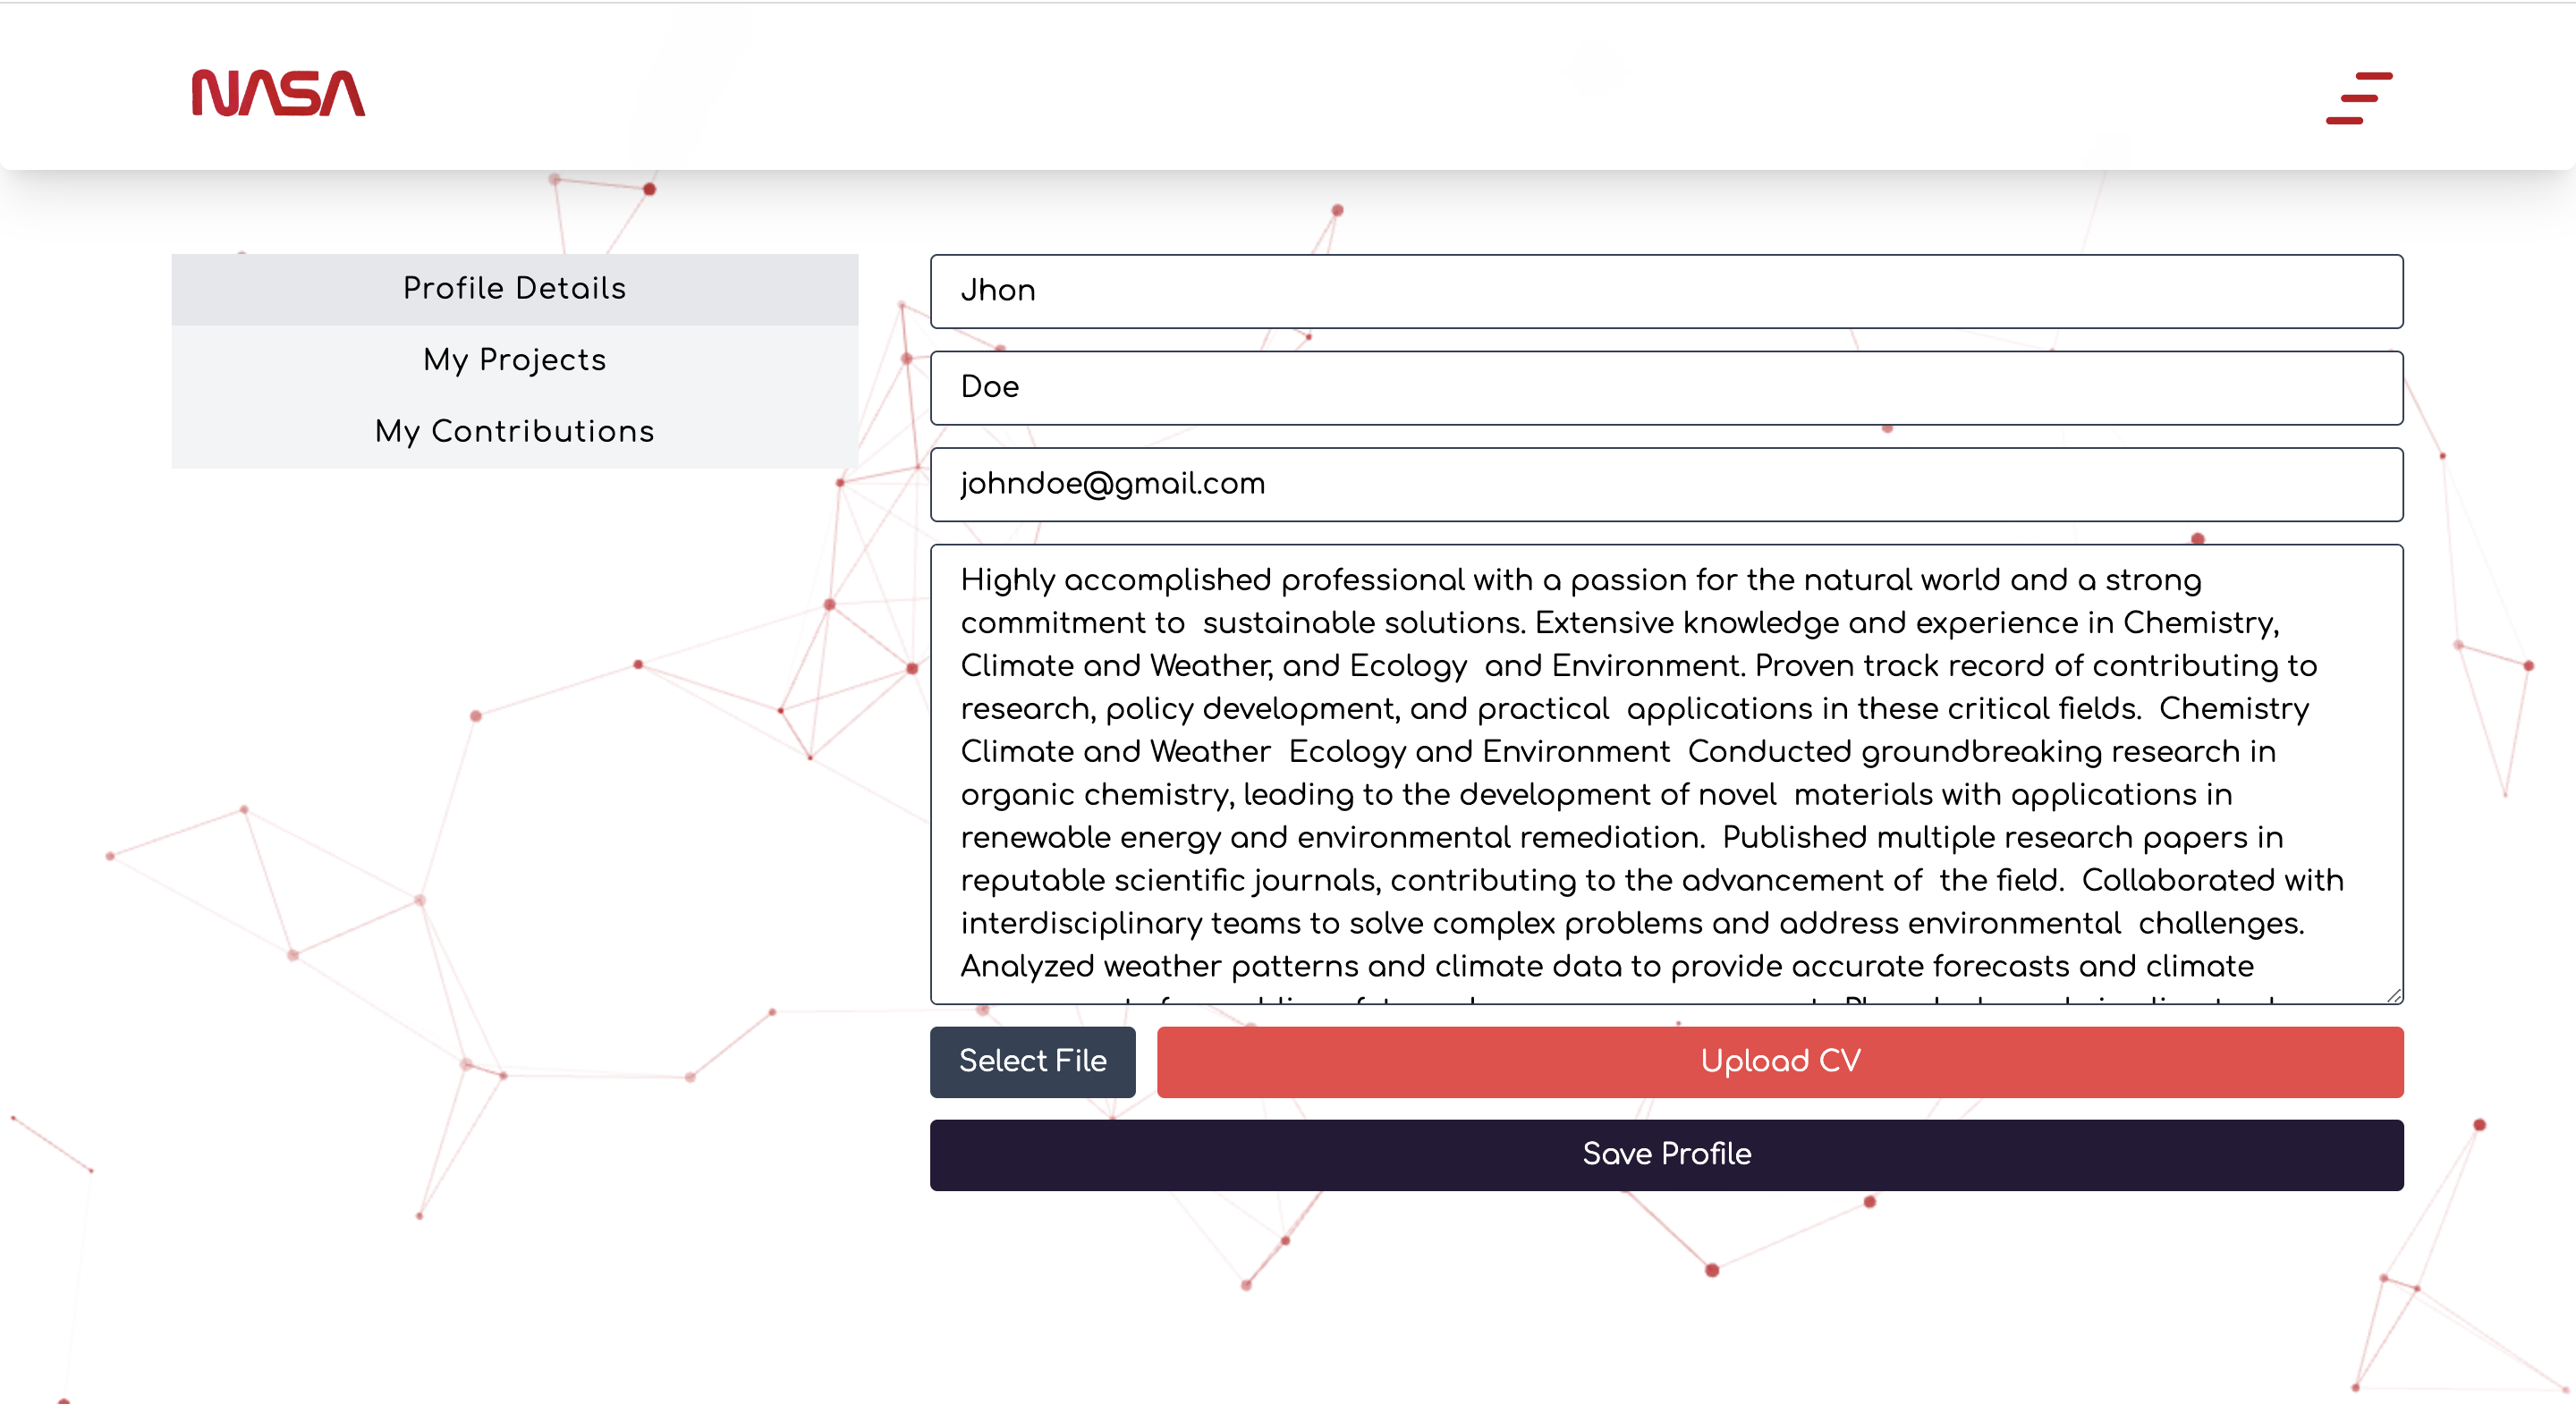 NASA
Profile Details
My Projects
My Contributions
Jhon
Doe
johndoe@gmail.com
Highly accomplished professional with a passion for the natural world and a strong
commitment to  sustainable solutions. Extensive knowledge and experience in Chemistry,
Climate and Weather, and Ecology  and Environment. Proven track record of contributing to
research, policy development, and practical  applications in these critical fields.  Chemistry
Climate and Weather  Ecology and Environment  Conducted groundbreaking research in
organic chemistry, leading to the development of novel  materials with applications in
renewable energy and environmental remediation.  Published multiple research papers in
reputable scientific journals, contributing to the advancement of  the field.  Collaborated with
interdisciplinary teams to solve complex problems and address environmental  challenges.
Analyzed weather patterns and climate data to provide accurate forecasts and climate
Select File
Upload CV
Save Profile